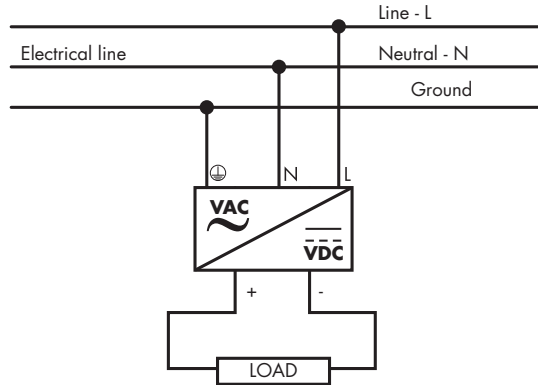 Line - L
Electrical line
Neutral - N
Ground
N
L
VAC
VDC
+
-
LOAD